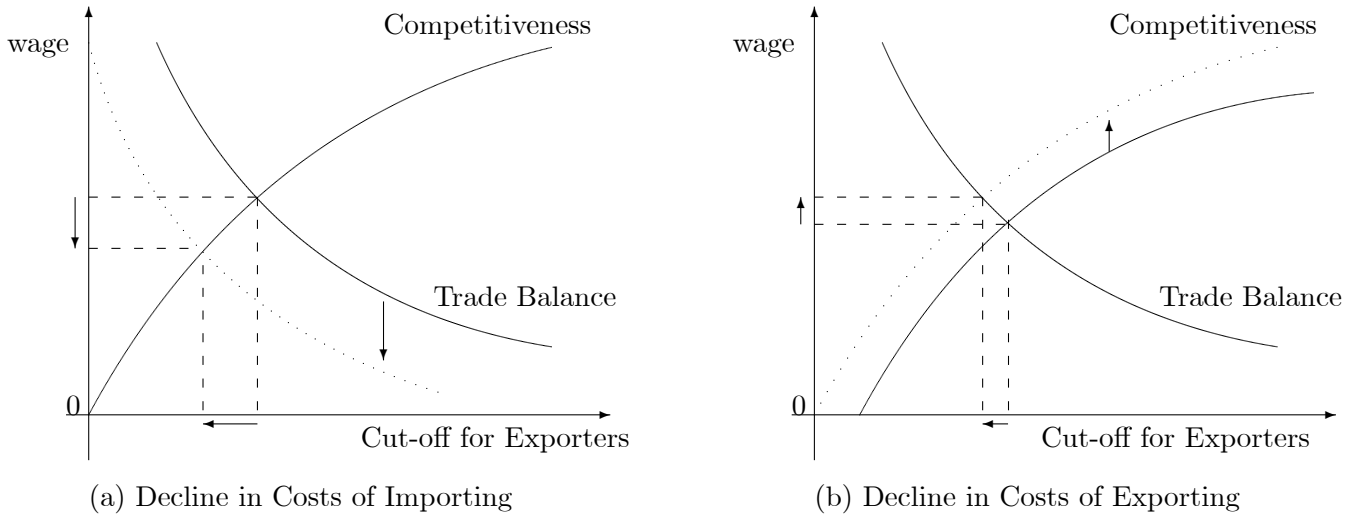 Competitiveness
wage
Trade Balance
0
Cut-off for Exporters
(a) Decline in Costs of Importing
Competitiveness
wage
Trade Balance
0
Cut-off for Exporters
(b) Decline in Costs of Exporting